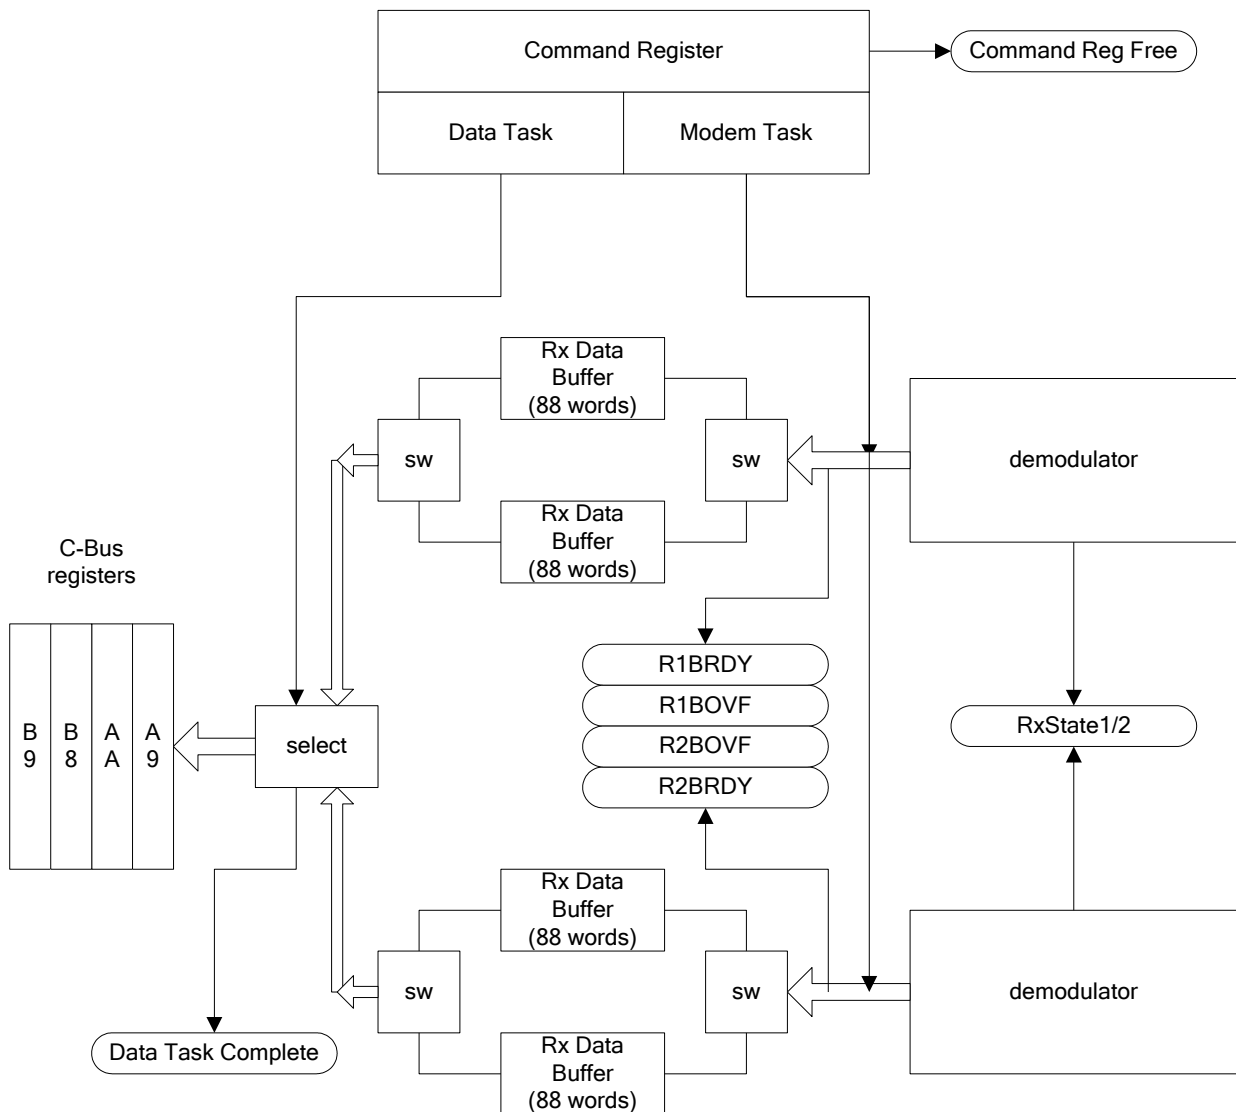 Command Register
Command Reg Free
Data Task
Modem Task
Rx Data
Buffer
(88 words)
sw
sw
demodulator
Rx Data
Buffer
(88 words)
C-Bus
registers
R1BRDY
R1BOVF
R2BOVF
R2BRDY
RxState1/2
B
9
B
8
A
A
A
9
select
Rx Data
Buffer
(88 words)
sw
sw
demodulator
Rx Data
Buffer
(88 words)
Data Task Complete